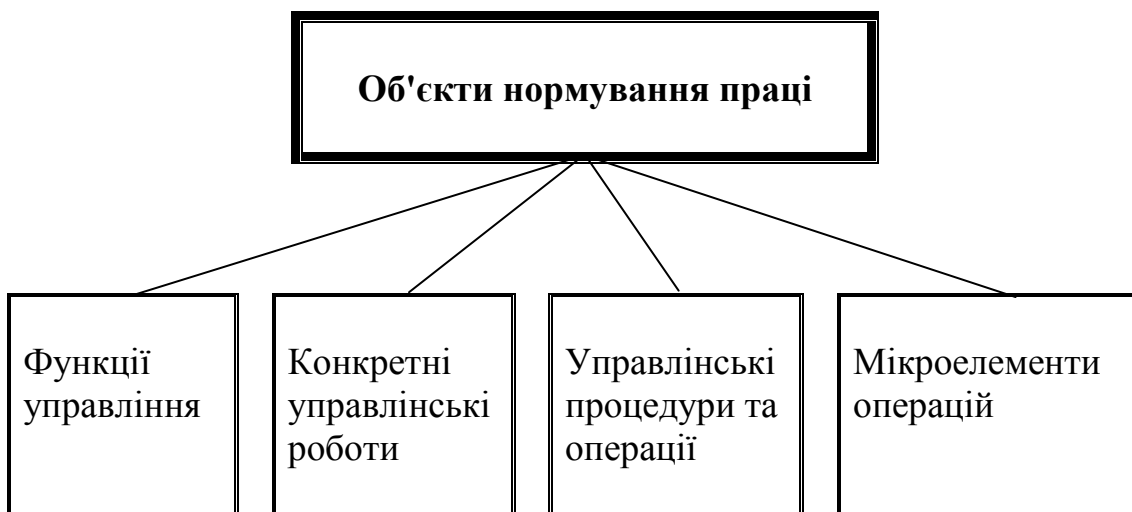 Об'єкти нормування праці
Функції
управління
Конкретні
управлінські
роботи
Управлінські
процедури та
операції
Мікроелементи
операцій